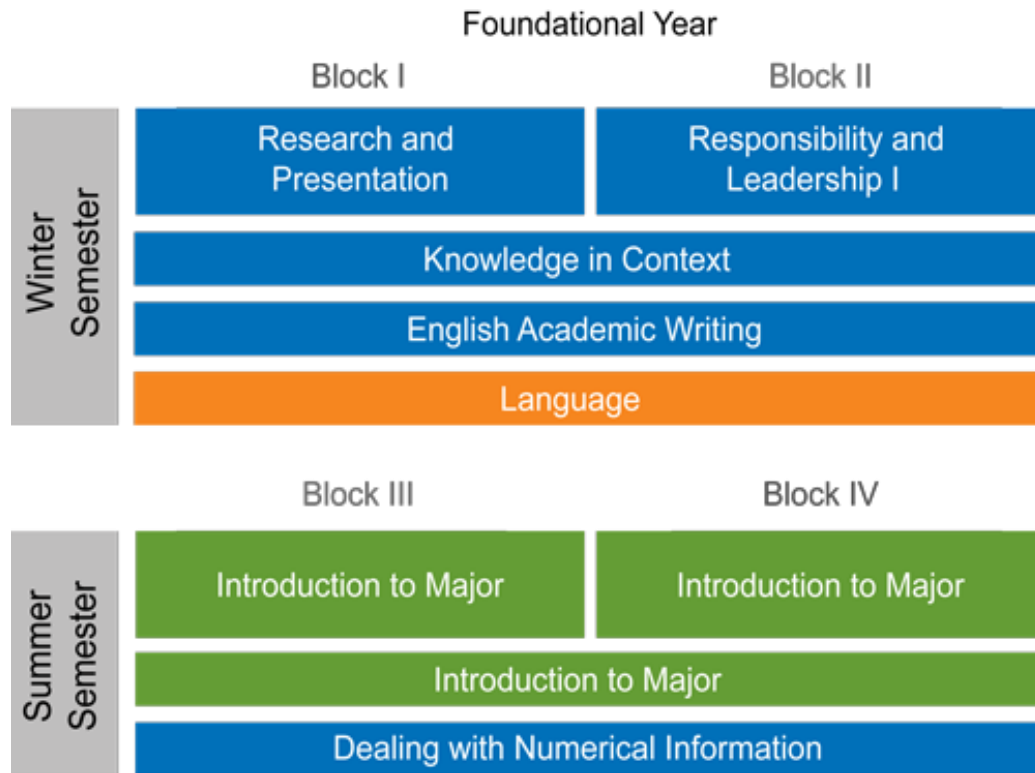 Foundational Year
Block I
Block II
Winter
Semester
Research and
Presentation
Responsibility and
Leadership I
Knowledge in Context
English Academic Writing
Language
Block III
Block IV
Summer
Semester
Introduction to Major
Introduction to Major
Introduction to Major
Dealing with Numerical Information